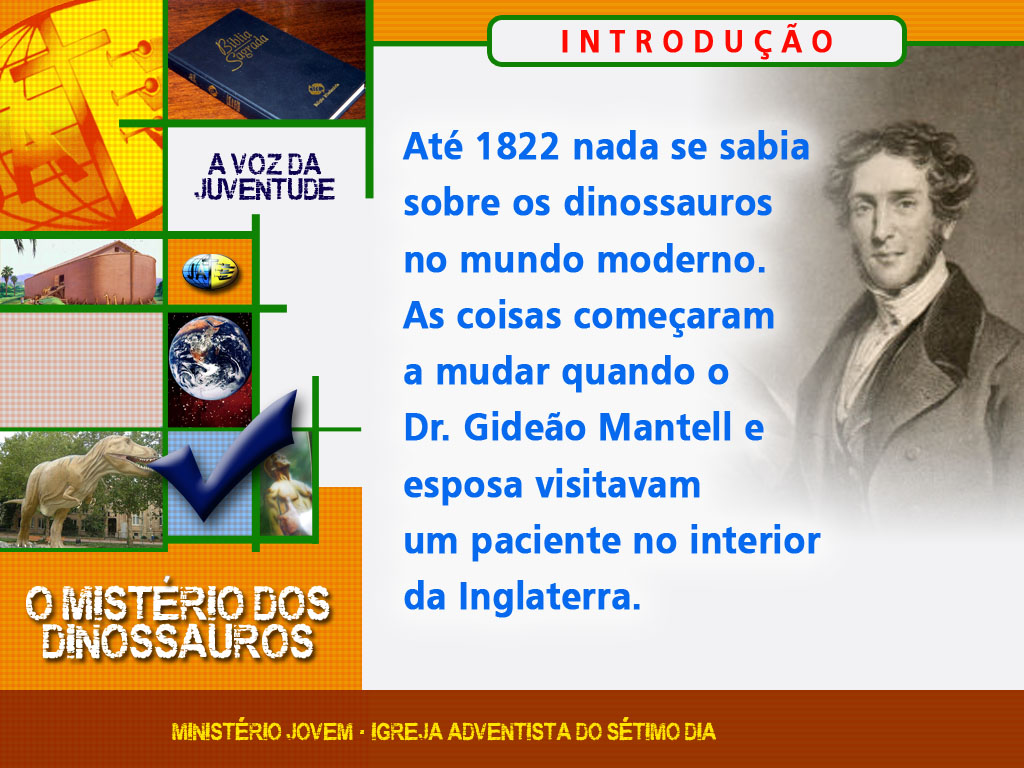 INTRODUÇÃO
Bíblia
Sagrada
A VOZ DA
JUVENTUDE
Até 1822 nada se sabia
sobre os dinossauros
no mundo moderno.
As coisas começaram
a mudar quando o
Dr. Gideão Mantell e
esposa visitavam
um paciente no interior
da Inglaterra.
O MISTÉRIO DOS
DINOSSAUROS
MINISTÉRIO JOVEM - IGREJA ADVENTISTA DO SÉTIMO DIA